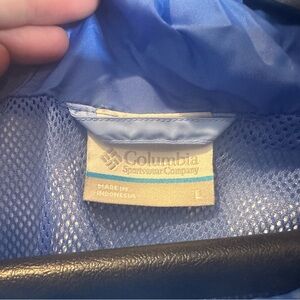 Columbia
Sportswear Company
MADE IN
INDONESIA
L